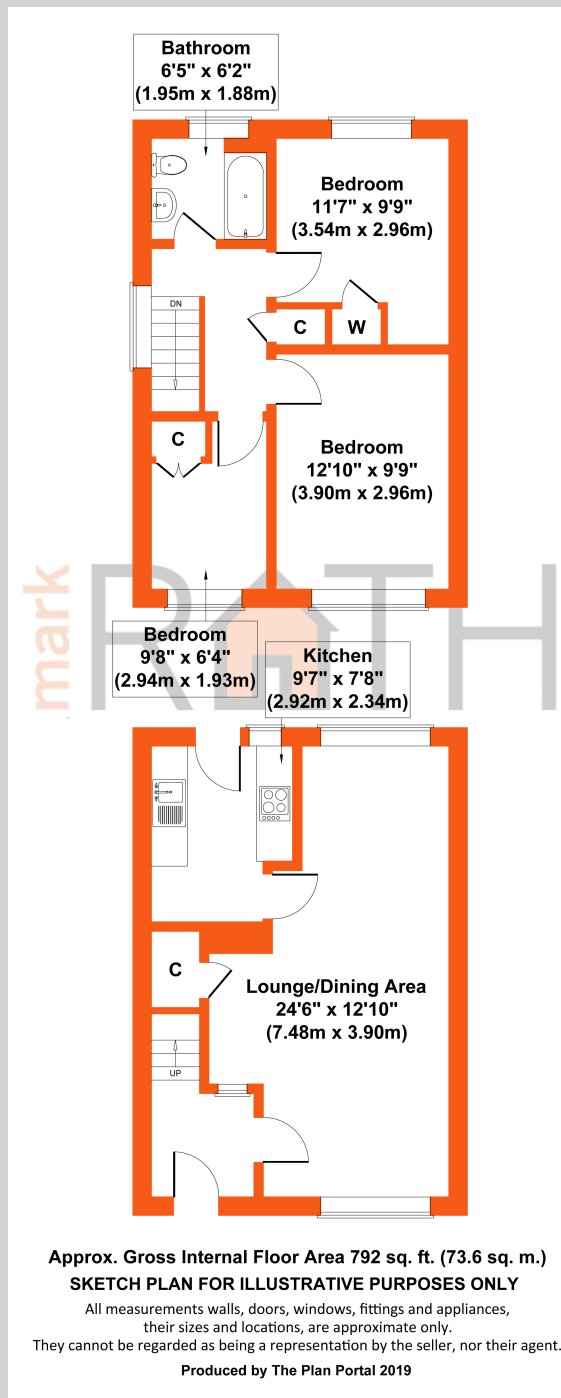 Bathroom
6'5" x 6'2"
(1.95m x 1.88m)
Bedroom
11'7" x 9'9"
(3.54m x 2.96m)
DN
C
W
C
Bedroom
12'10" x 9'9"
(3.90m x 2.96m)
mark
RATH
Bedroom
9'8" x 6'4"
(2.94m x 1.93m)
Kitchen
9'7" x 7'8"
(2.92m x 2.34m)
C
Lounge/Dining Area
24'6" x 12'10"
(7.48m x 3.90m)
UP
Approx. Gross Internal Floor Area 792 sq. ft. (73.6 sq. m.)
SKETCH PLAN FOR ILLUSTRATIVE PURPOSES ONLY
All measurements walls, doors, windows, fittings and appliances,
their sizes and locations, are approximate only.
They cannot be regarded as being a representation by the seller, nor their agent.
Produced by The Plan Portal 2019